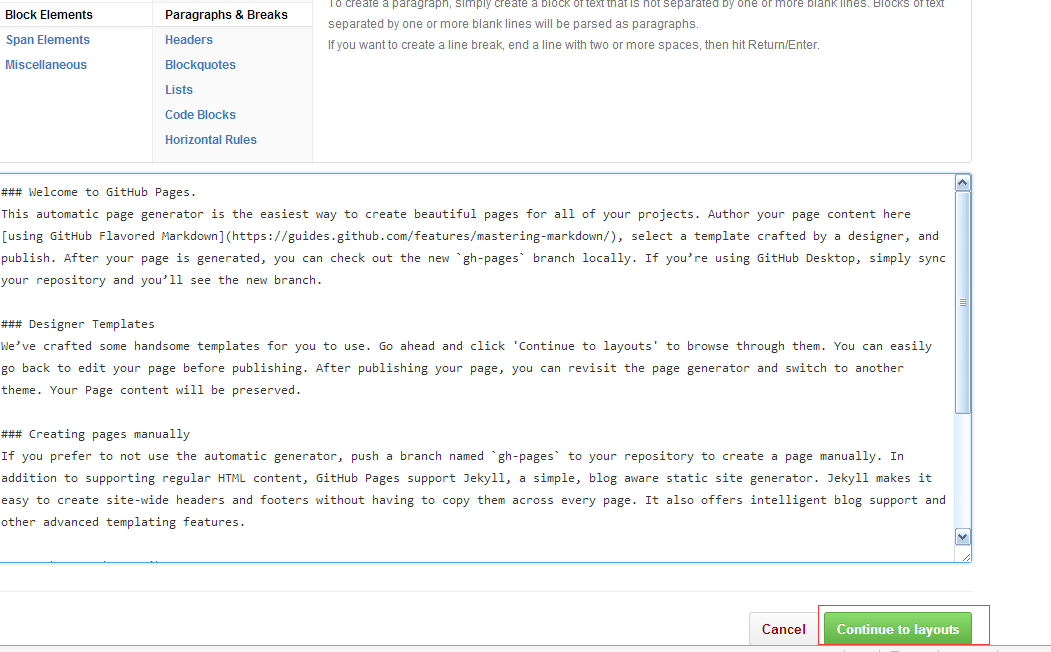 Block Elements
Span Elements
Miscellaneous
Paragraphs & Breaks
Headers
Blockquotes
Lists
Code Blocks
Horizontal Rules
To create a paragraph, simply create a block of text that is not separated by one or more blank lines. Blocks of text
separated by one or more blank lines will be parsed as paragraphs.
If you want to create a line break, end a line with two or more spaces, then hit Return/Enter.
### Welcome to GitHub Pages.
This automatic page generator is the easiest way to create beautiful pages for all of your projects. Author your page content here
[using GitHub Flavored Markdown](https://guides.github.com/features/mastering-markdown/), select a template crafted by a designer, and
publish. After your page is generated, you can check out the new `gh-pages` branch locally. If you’re using GitHub Desktop, simply sync
your repository and you’ll see the new branch.
### Designer Templates
We’ve crafted some handsome templates for you to use. Go ahead and click 'Continue to layouts' to browse through them. You can easily
go back to edit your page before publishing. After publishing your page, you can revisit the page generator and switch to another
theme. Your Page content will be preserved.
### Creating pages manually
If you prefer to not use the automatic generator, push a branch named `gh-pages` to your repository to create a page manually. In
addition to supporting regular HTML content, GitHub Pages support Jekyll, a simple, blog aware static site generator. Jekyll makes it
easy to create site-wide headers and footers without having to copy them across every page. It also offers intelligent blog support and
other advanced templating features.
Cancel
Continue to layouts